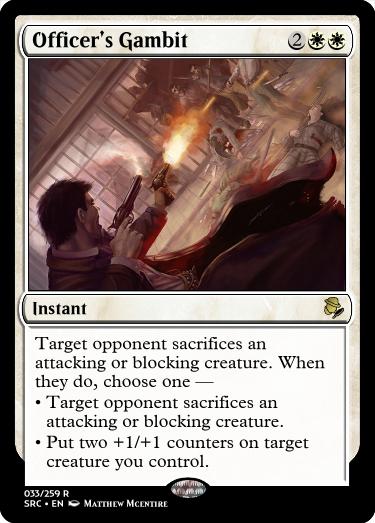 Officer's Gambit 2
Instant
Target opponent sacrifices an
attacking or blocking creature. When
they do, choose one —
• Target opponent sacrifices an
attacking or blocking creature.
• Put two +1/+1 counters on target
creature you control.
033/259 R
SRC • EN Matthew Mcentire